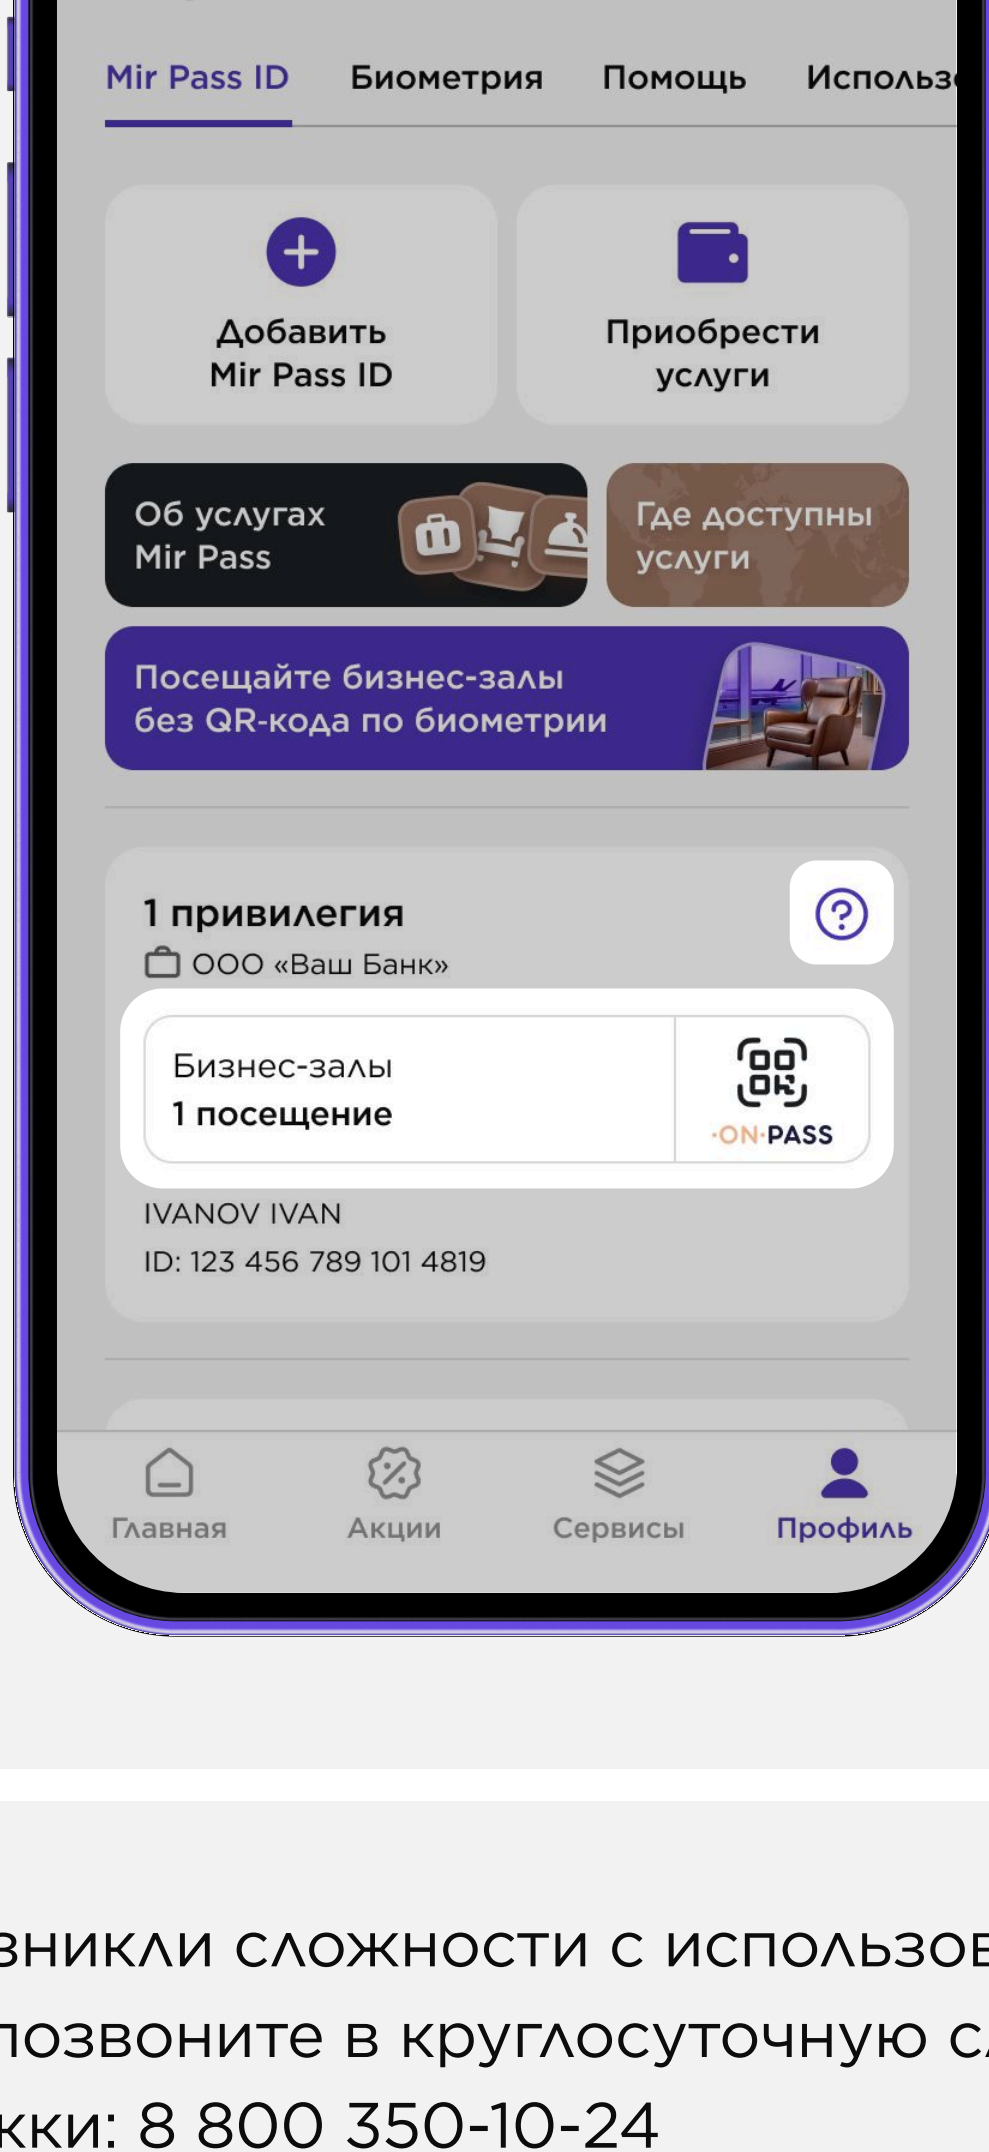 Mir Pass ID Биометрия Помощь Использо
Добавить
Mir Pass ID
Приобрести
услуги
Об услугах
Mir Pass
Где доступны
услуги
Посещайте бизнес-залы
без QR-кода по биометрии
1 привилегия
ООО «Ваш Банк»
Бизнес-залы
1 посещение
·ON·PASS
IVANOV IVAN
ID: 123 456 789 101 4819
Главная Акции Сервисы Профиль
зникли сложности с использов
позвоните в круглосуточную с
жки: 8 800 350-10-24